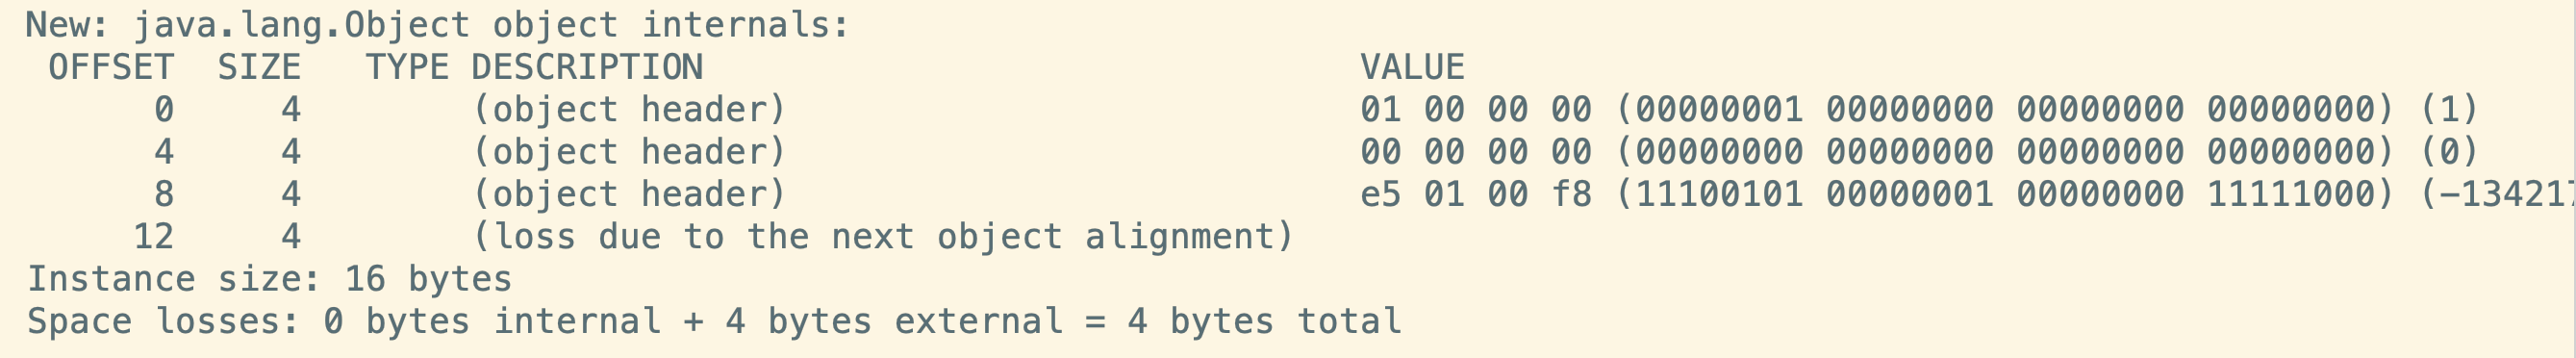 New: java.lang.Object object internals:
OFFSET  SIZE   TYPE DESCRIPTION                               VALUE
0     4        (object header)                           01 00 00 00 (00000001 00000000 00000000 00000000) (1)
4     4        (object header)                           00 00 00 00 (00000000 00000000 00000000 00000000) (0)
8     4        (object header)                           e5 01 00 f8 (11100101 00000001 00000000 11111000) (-134217
12     4        (loss due to the next object alignment)
Instance size: 16 bytes
Space losses: 0 bytes internal + 4 bytes external = 4 bytes total